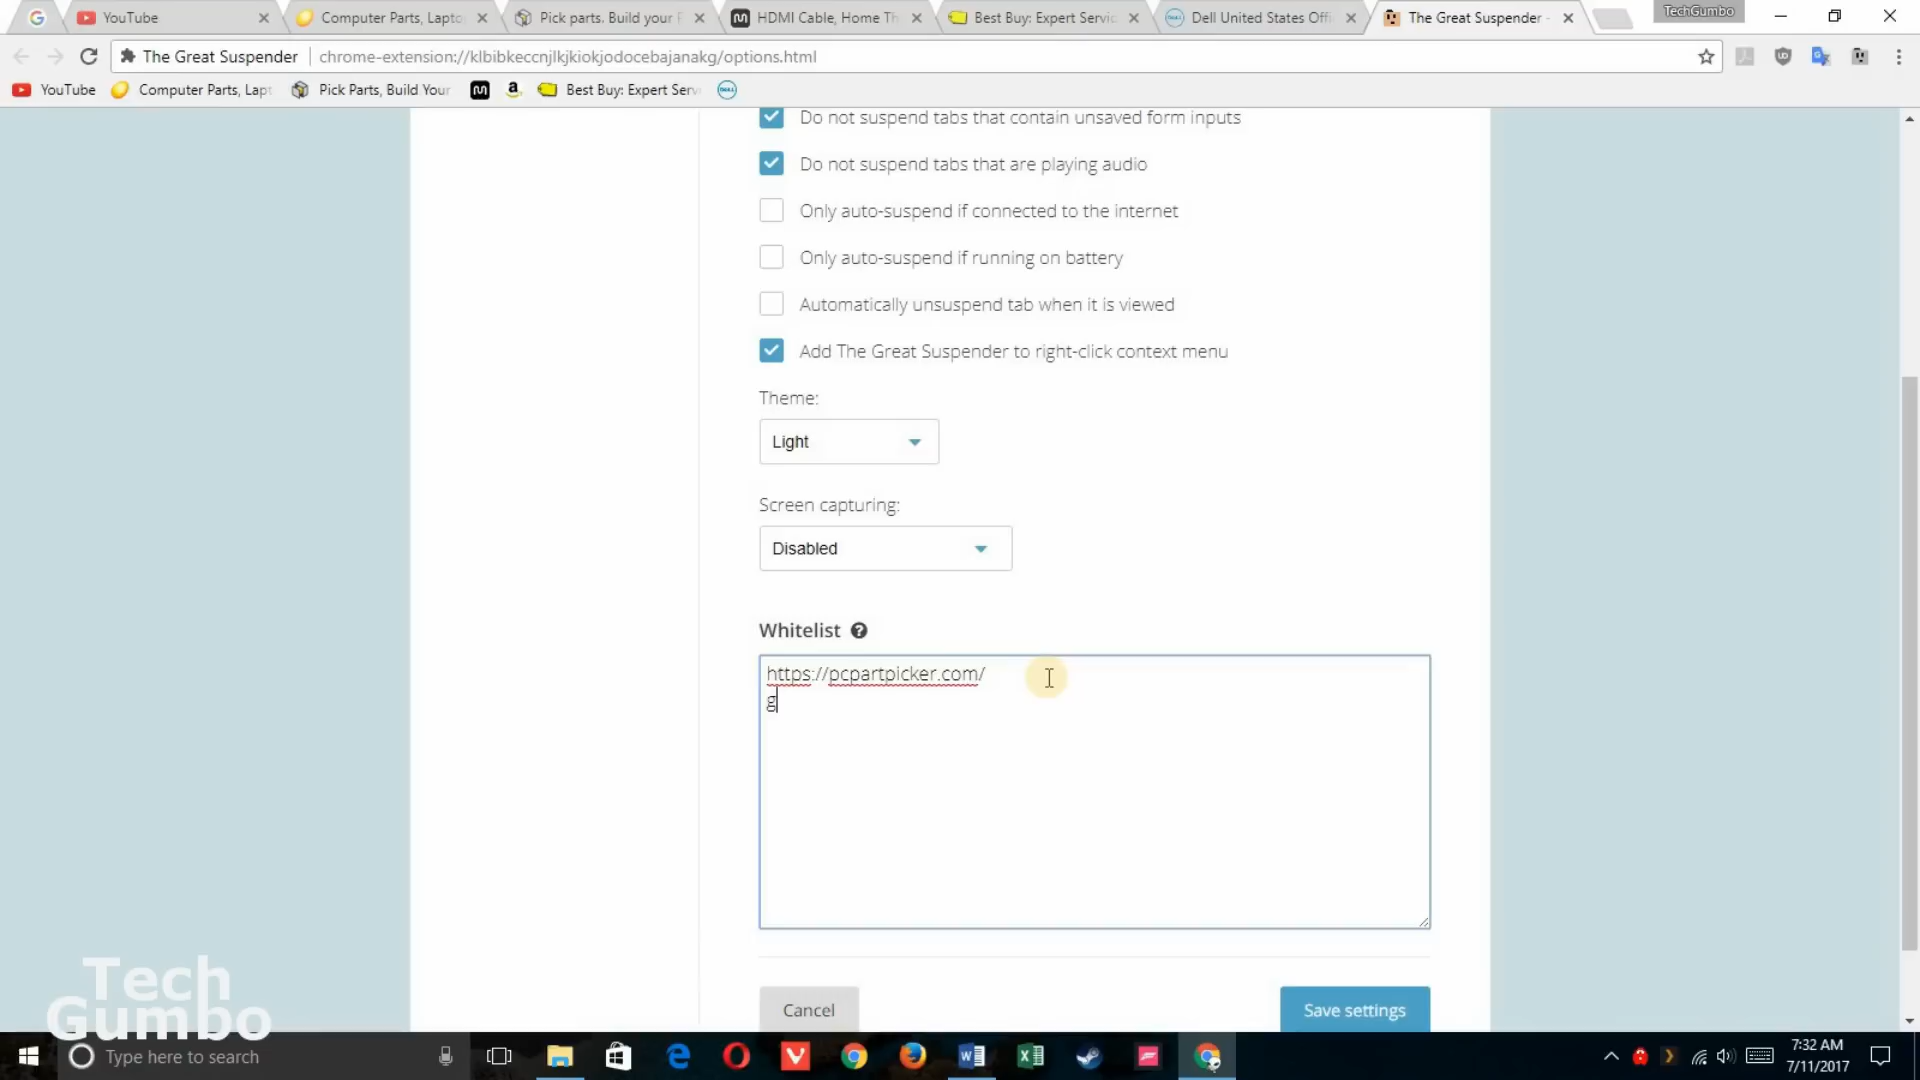 YouTube
Computer Parts, Lapto
Pick parts. Build your
HDMI Cable, Home Th
Best Buy: Expert Servic
Dell United States Offi
The Great Suspender -
TechGumbo
The Great Suspender
chrome-extension://klbibkeccnjlkjkiokjodocebajanakg/options.html
YouTube
Computer Parts, Lapt
Pick Parts, Build Your
Best Buy: Expert Serv
Do not suspend tabs that contain unsaved form inputs
Do not suspend tabs that are playing audio
Only auto-suspend if connected to the internet
Only auto-suspend if running on battery
Automatically unsuspend tab when it is viewed
Add The Great Suspender to right-click context menu
Theme:
Light
Screen capturing:
Disabled
Whitelist
https://pcpartpicker.com/
g
Cancel
Save settings
Tech
Gumbo
Type here to search
7:32 AM
7/11/2017